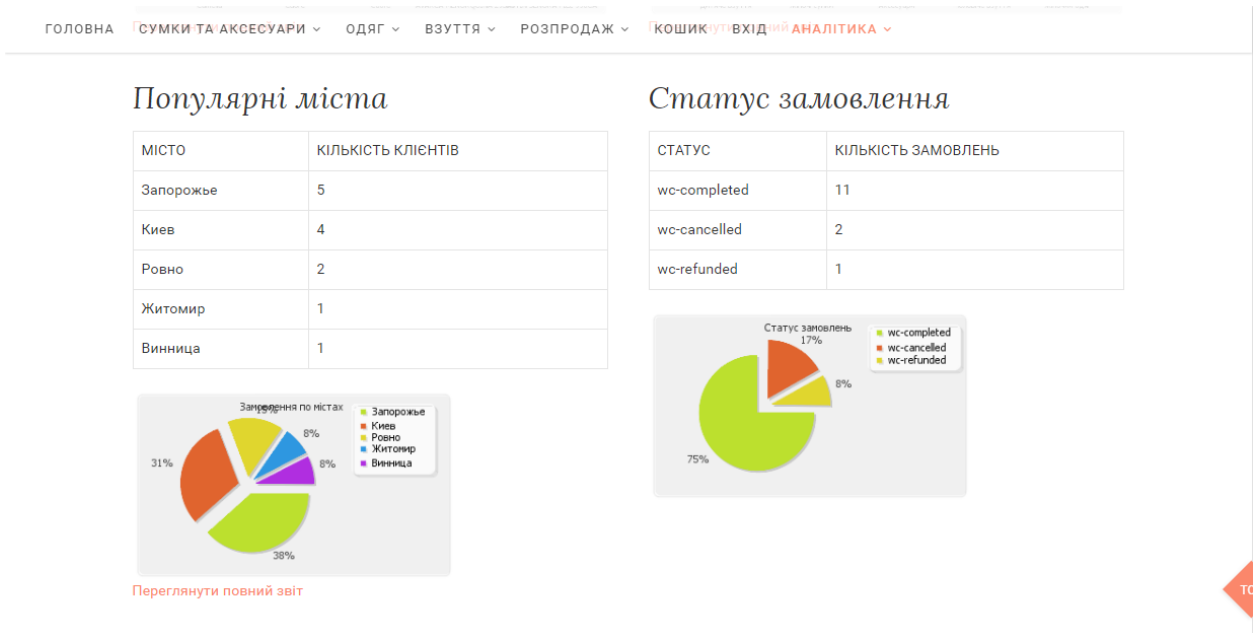 ГОЛОВНА СУМКИ ТА АКСЕСУАРИ ОДЯГ ВЗУТТЯ РОЗПРОДАЖ КОШИК ВХІД АНАЛІТИКА
Популярні міста
МІСТО КІЛЬКІСТЬ КЛІЄНТІВ
Запорожье 5
Киев 4
Ровно 2
Житомир 1
Винница 1
Замовлення по містах
15%
8%
8%
31%
38%
Запорожье
Киев
Ровно
Житомир
Винница
Переглянути повний звіт
Статус замовлення
СТАТУС КІЛЬКІСТЬ ЗАМОВЛЕНЬ
wc-completed 11
wc-cancelled 2
wc-refunded 1
Статус замовлень
17%
8%
75%
wc-completed
wc-cancelled
wc-refunded